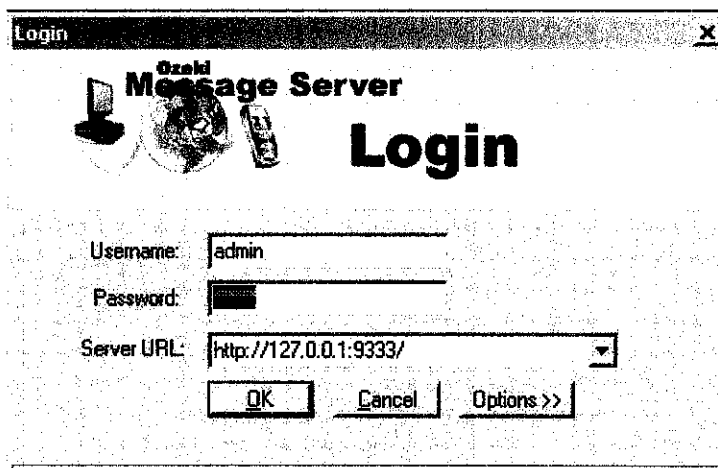 Login
Ozeki
Message Server
Login
Username: admin
Password:
Server URL: http://127.0.0.1:9333/
OK Cancel Options >>